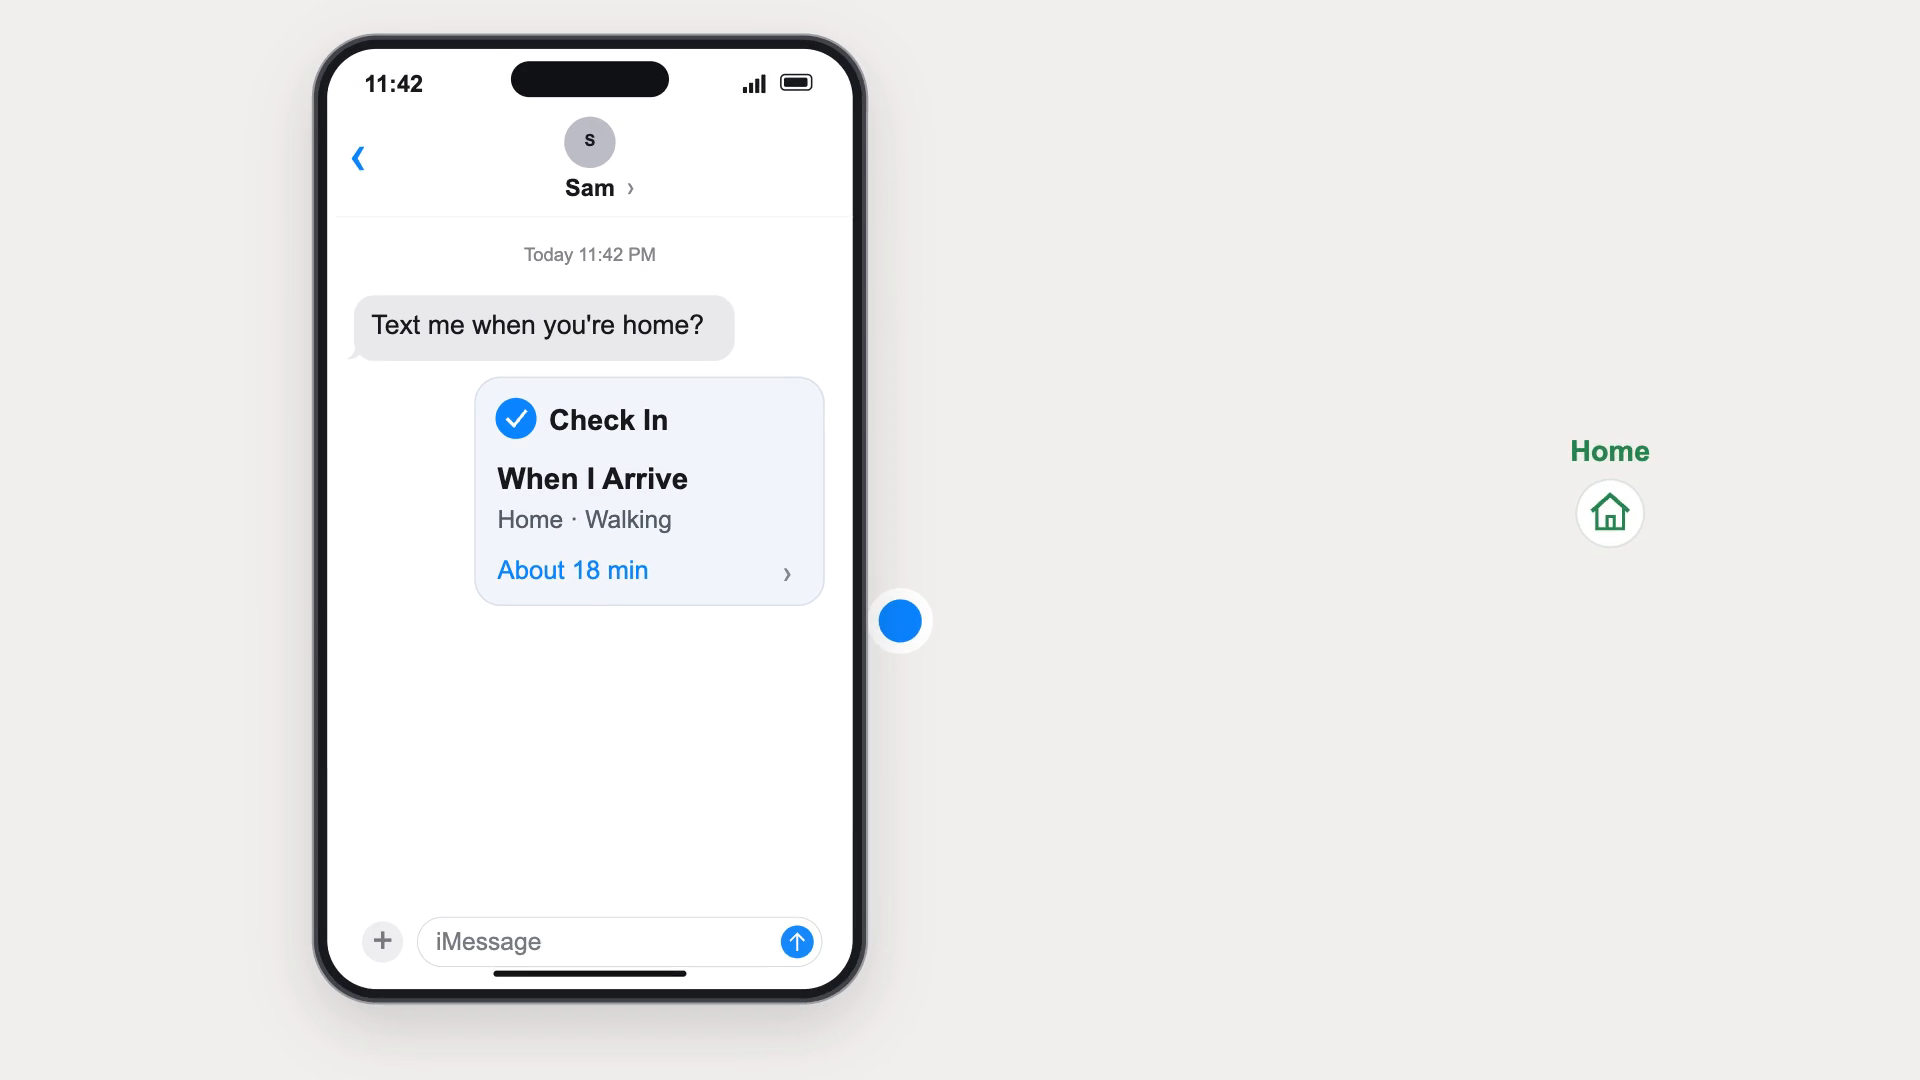 11:42
S
Sam ›
Today 11:42 PM
Text me when you're home?
Check In
When I Arrive
Home · Walking
About 18 min ›
iMessage
Home